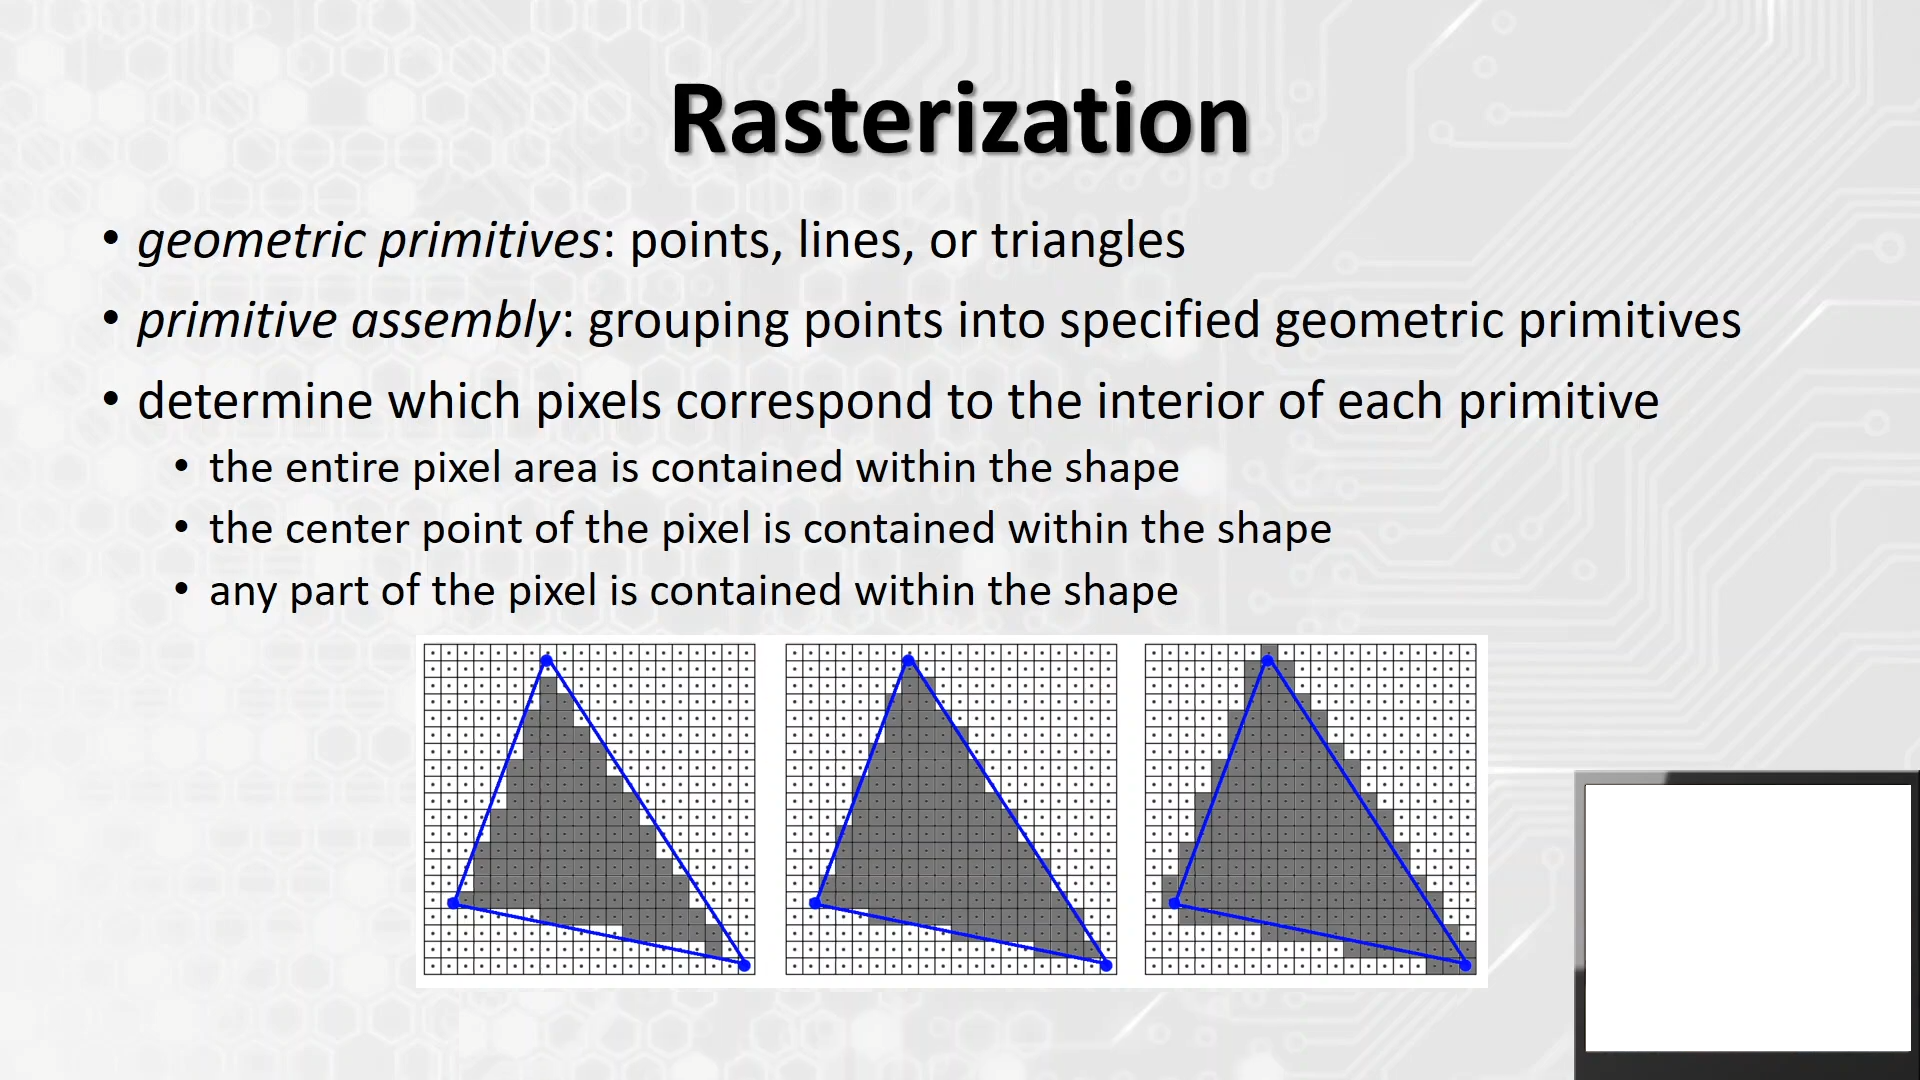 Rasterization
• geometric primitives: points, lines, or triangles
• primitive assembly: grouping points into specified geometric primitives
• determine which pixels correspond to the interior of each primitive
• the entire pixel area is contained within the shape
• the center point of the pixel is contained within the shape
• any part of the pixel is contained within the shape